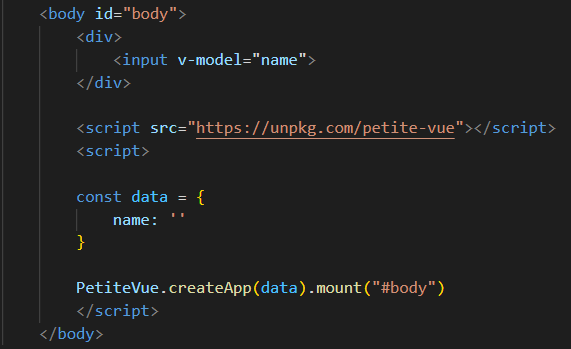 <body id="body">
<div>
<input v-model="name">
</div>
<script src="https://unpkg.com/petite-vue"></script>
<script>
const data = {
name: ''
}
PetiteVue.createApp(data).mount("#body")
</script>
</body>